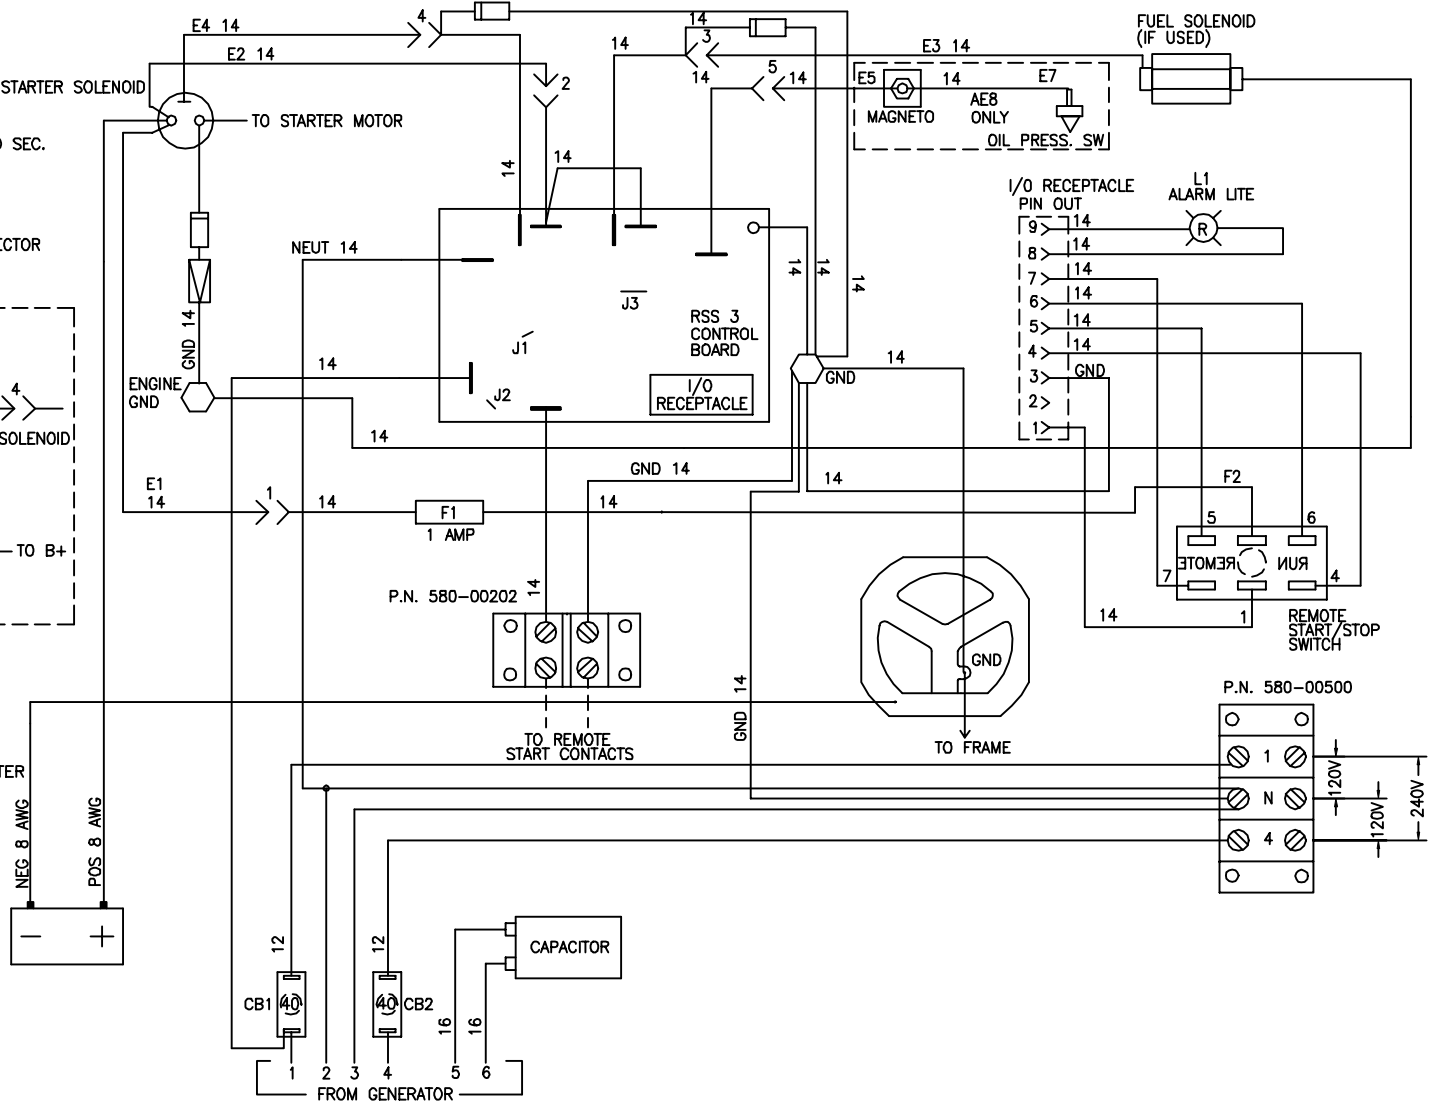 E4 14
4
14
FUEL SOLENOID
(IF USED)
E2 14
14
3
E3 14
2
14
5
14
E5
14
E7
STARTER SOLENOID
MAGNETO
AE8
ONLY
OIL PRESS. SW
TO STARTER MOTOR
SEC.
14
14
I/O RECEPTACLE
PIN OUT
L1
ALARM LITE
R
9
14
8
14
7
14
6
14
5
14
4
14
3
GND
2
1
NEUT 14
14
14
14
J3
J1
RSS 3
CONTROL
BOARD
J2
I/O
RECEPTACLE
GND 14
14
ENGINE
GND
14
GND
14
4
SOLENOID
14
GND 14
14
E1
14
1
14
F1
1 AMP
14
F2
5
6
REMOTE
RUN
7
4
14
1
REMOTE
START/STOP
SWITCH
TO B+
14
P.N. 580-00202
GND
TO FRAME
GND 14
TO REMOTE
START CONTACTS
P.N. 580-00500
1
N
4
120V
120V
240V
NEG 8 AWG
POS 8 AWG
12
12
CAPACITOR
CB1
40
40
CB2
16
16
1
2
3
4
5
6
FROM GENERATOR